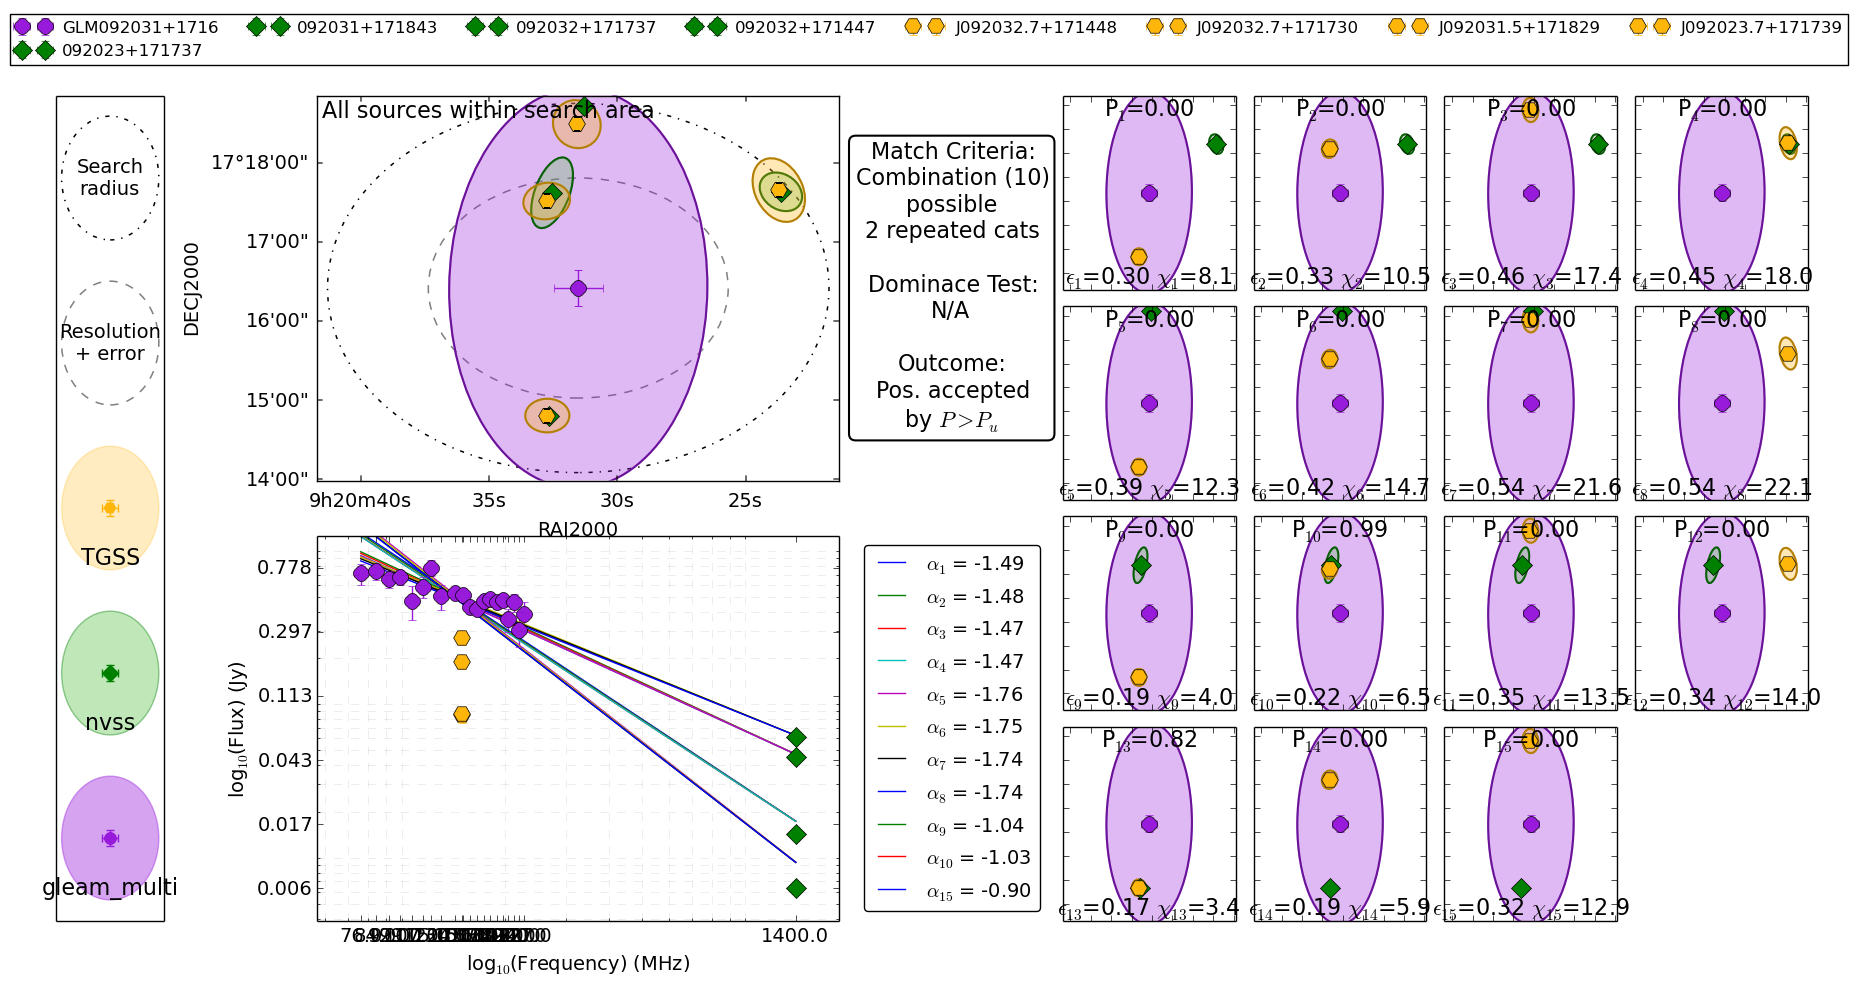 GLM092031+1716 092031+171843 092032+171737 092032+171447 J092032.7+171448 J092032.7+171730 J092031.5+171829 J092023.7+171739
092023+171737
Search
radius
Resolution
+ error
TGSS
nvss
gleam_multi
All sources within search area
DECJ2000
17°18'00"
17'00"
16'00"
15'00"
14'00"
9h20m40s 35s 30s 25s
RAJ2000
Match Criteria:
Combination (10)
possible
2 repeated cats
Dominace Test:
N/A
Outcome:
Pos. accepted
by P>Pu
log10(Flux) (Jy)
0.778
0.297
0.113
0.043
0.017
0.006
1400.0
log10(Frequency) (MHz)
α1 = -1.49
α2 = -1.48
α3 = -1.47
α4 = -1.47
α5 = -1.76
α6 = -1.75
α7 = -1.74
α8 = -1.74
α9 = -1.04
α10 = -1.03
α15 = -0.90
P1=0.00 P2=0.00 P3=0.00 P4=0.00
ϵ1=0.30 χ1=8.1 ϵ2=0.33 χ2=10.5 ϵ3=0.46 χ3=17.4 ϵ4=0.45 χ4=18.0
P5=0.00 P6=0.00 P7=0.00 P8=0.00
ϵ5=0.39 χ5=12.3 ϵ6=0.42 χ6=14.7 ϵ7=0.54 χ7=21.6 ϵ8=0.54 χ8=22.1
P9=0.00 P10=0.99 P11=0.00 P12=0.00
ϵ9=0.19 χ9=4.0 ϵ10=0.22 χ10=6.5 ϵ11=0.35 χ11=13.5 ϵ12=0.34 χ12=14.0
P13=0.82 P14=0.00 P15=0.00
ϵ13=0.17 χ13=3.4 ϵ14=0.19 χ14=5.9 ϵ15=0.32 χ15=12.9